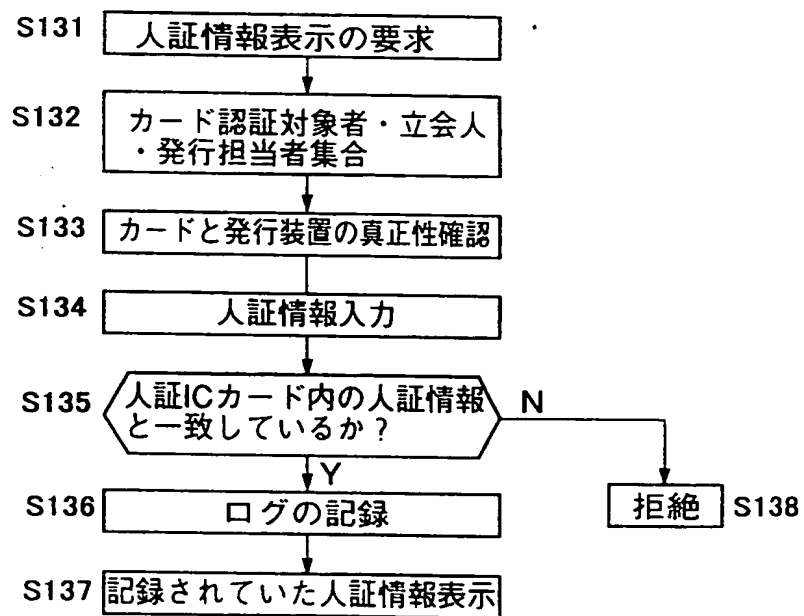 S131 人証情報表示の要求
S132 カード認証対象者・立会人
・発行担当者集合
S133 カードと発行装置の真正性確認
S134 人証情報入力
S135 人証ICカード内の人証情報 N
と一致しているか？
Y
S136 ログの記録 拒絶 S138
S137 記録されていた人証情報表示